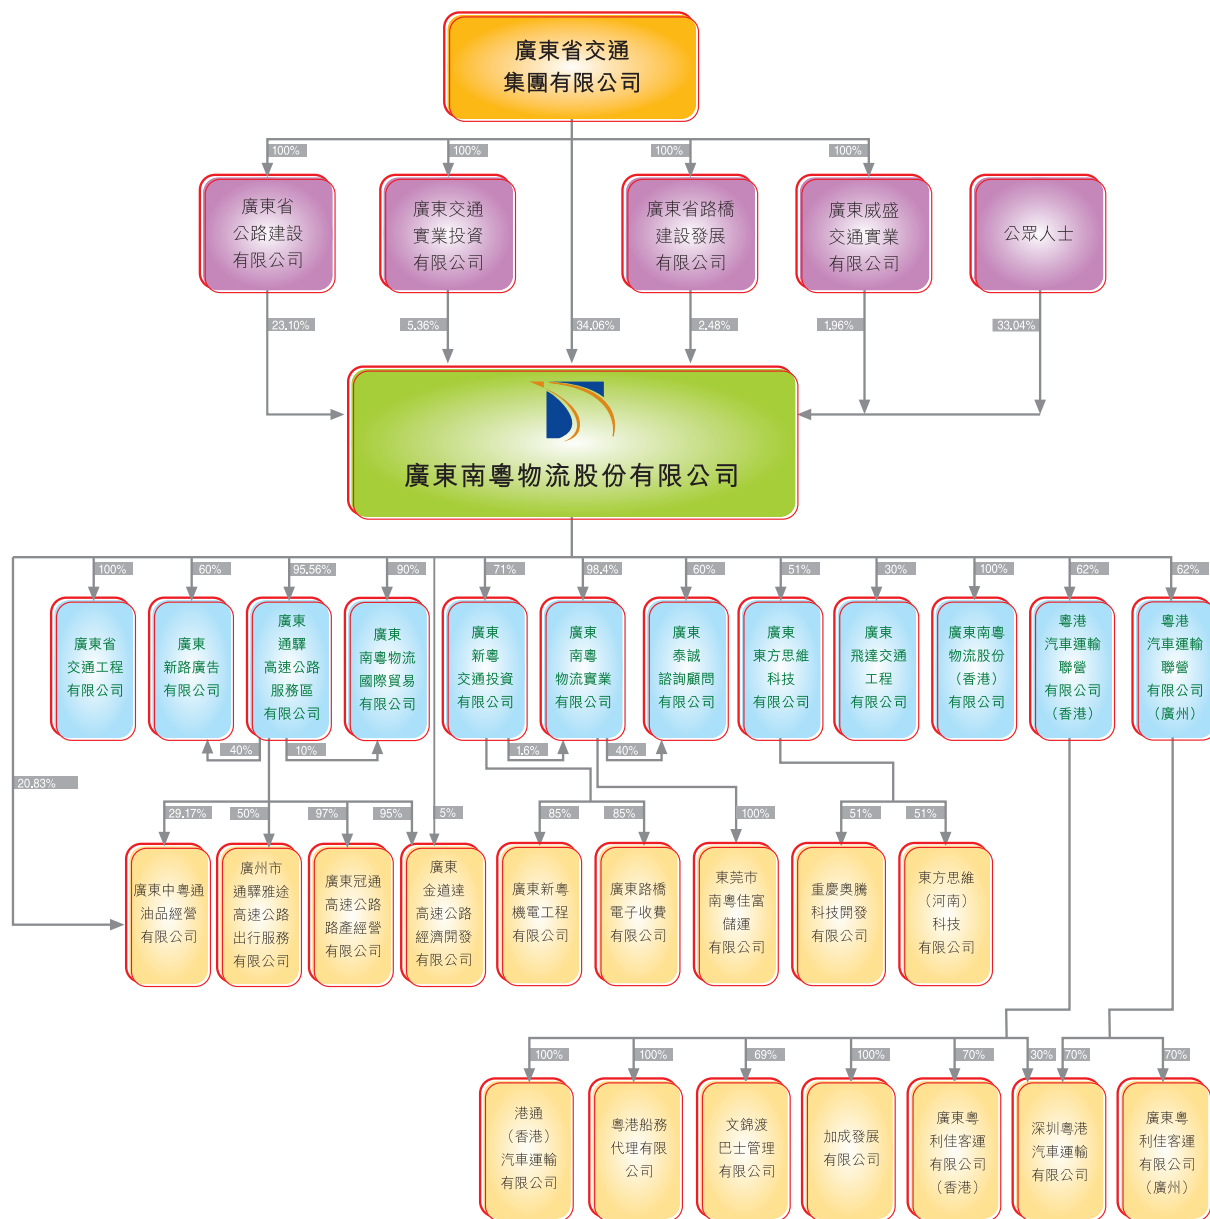 廣東省交通
集團有限公司
100%
100%
100%
100%
廣東省
公路建設
有限公司
廣東交通
實業投資
有限公司
廣東省路橋
建設發展
有限公司
廣東威盛
交通實業
有限公司
公眾人士
23.10%
5.36%
34.06%
2.48%
1.96%
33.04%
廣東南粵物流股份有限公司
100%
60%
95.56%
90%
71%
98.4%
60%
51%
30%
100%
62%
62%
廣東省
交通工程
有限公司
廣東
新路廣告
有限公司
廣東
通驛
高速公路
服務區
有限公司
廣東
南粵物流
國際貿易
有限公司
廣東
新粵
交通投資
有限公司
廣東
南粵
物流實業
有限公司
廣東
泰誠
諮詢顧問
有限公司
廣東
東方思維
科技
有限公司
廣東
飛達交通
工程
有限公司
廣東南粵
物流股份
（香港）
有限公司
粵港
汽車運輸
聯營
有限公司
（香港）
粵港
汽車運輸
聯營
有限公司
（廣州）
40%
10%
1.6%
40%
20.83%
29.17%
50%
97%
95%
5%
85%
85%
100%
51%
51%
廣東中粵通
油品經營
有限公司
廣州市
通驛雅途
高速公路
出行服務
有限公司
廣東冠通
高速公路
路產經營
有限公司
廣東
金道達
高速公路
經濟開發
有限公司
廣東新粵
機電工程
有限公司
廣東路橋
電子收費
有限公司
東莞市
南粵佳富
儲運
有限公司
重慶奧騰
科技開發
有限公司
東方思維
（河南）
科技
有限公司
100%
100%
69%
100%
70%
30%
70%
70%
港通
（香港）
汽車運輸
有限公司
粵港船務
代理有限
公司
文錦渡
巴士管理
有限公司
加成發展
有限公司
廣東粵
利佳客運
有限公司
（香港）
深圳粵港
汽車運輸
有限公司
廣東粵
利佳客運
有限公司
（廣州）